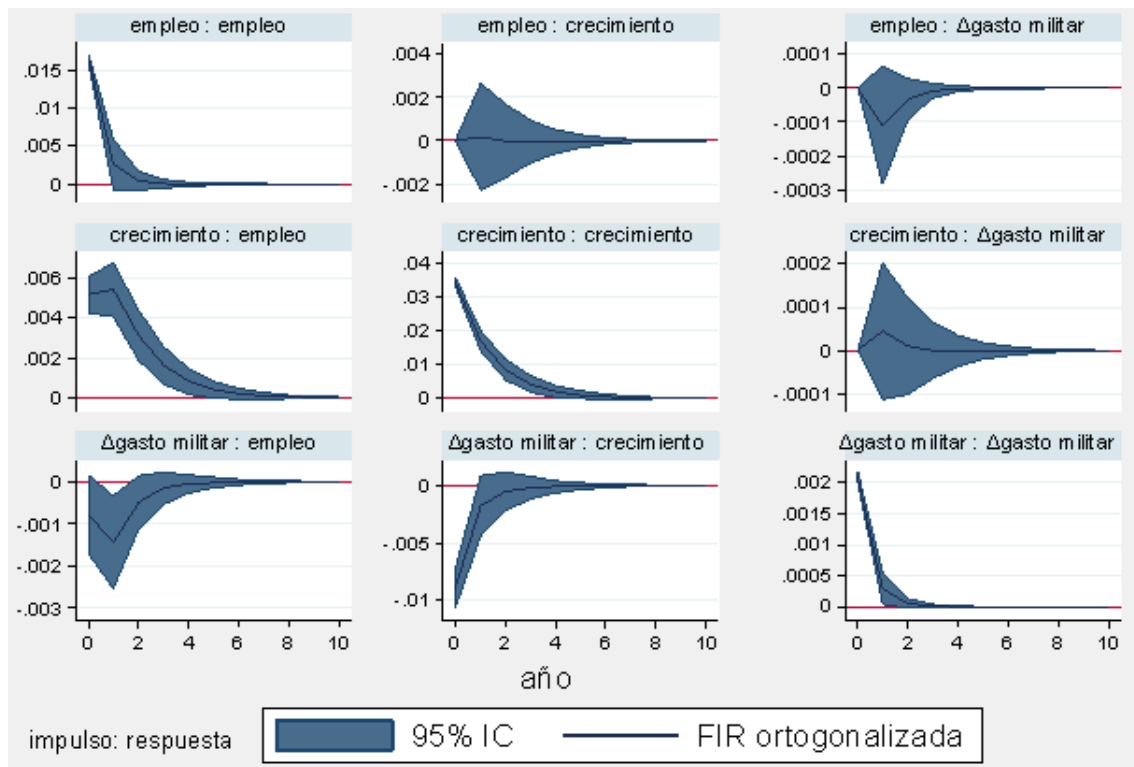 empleo : empleo
empleo : crecimiento
empleo : Δgasto militar
.015
.01
.005
0
.004
.002
0
-.002
.0001
0
-.0001
-.0002
-.0003
crecimiento : empleo
crecimiento : crecimiento
crecimiento : Δgasto militar
.006
.004
.002
0
.04
.03
.02
.01
0
.0002
.0001
0
-.0001
Δgasto militar : empleo
Δgasto militar : crecimiento
Δgasto militar : Δgasto militar
0
-.001
-.002
-.003
0
-.005
-.01
.002
.0015
.001
.0005
0
0 2 4 6 8 10
0 2 4 6 8 10
0 2 4 6 8 10
año
impulso: respuesta
95% IC
FIR ortogonalizada